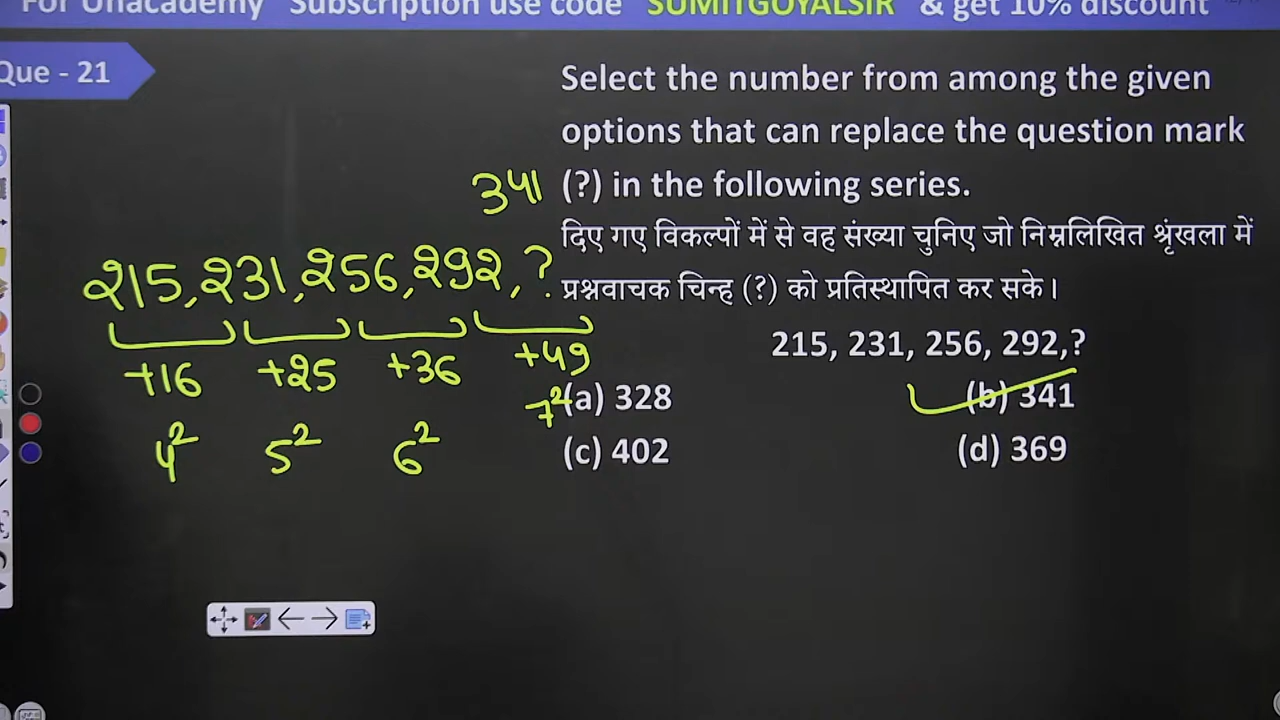 For Unacademy Subscription use code SUMITGOYALSIR & get 10% discount
Que - 21
Select the number from among the given
options that can replace the question mark
(?) in the following series.
दिए गए विकल्पों में से वह संख्या चुनिए जो निम्नलिखित श्रृंखला में
प्रश्नवाचक चिन्ह (?) को प्रतिस्थापित कर सके।
215, 231, 256, 292,?
(a) 328 (b) 341
(c) 402 (d) 369
341
215, 231, 256, 292, ?
+16 +25 +36 +49
4² 5² 6² 7²